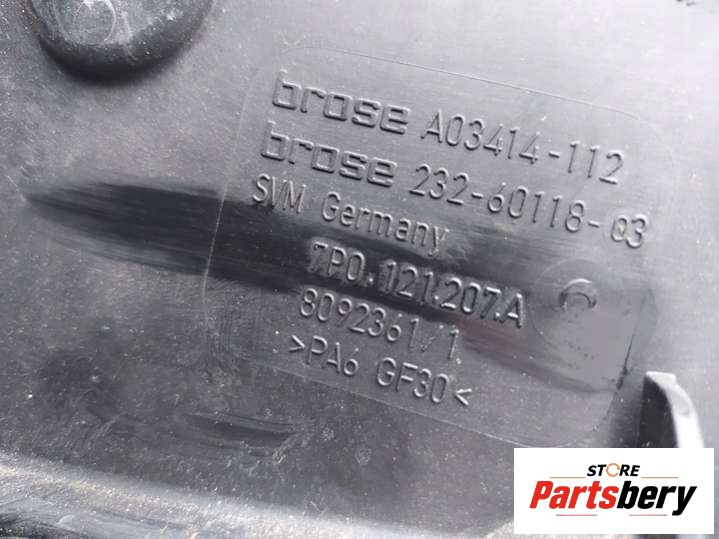 brose A03414-112
brose 232-60118-03
SVM Germany
7P0.121.207.A
8092361/1
>PA6 GF30<
STORE
Partsbery